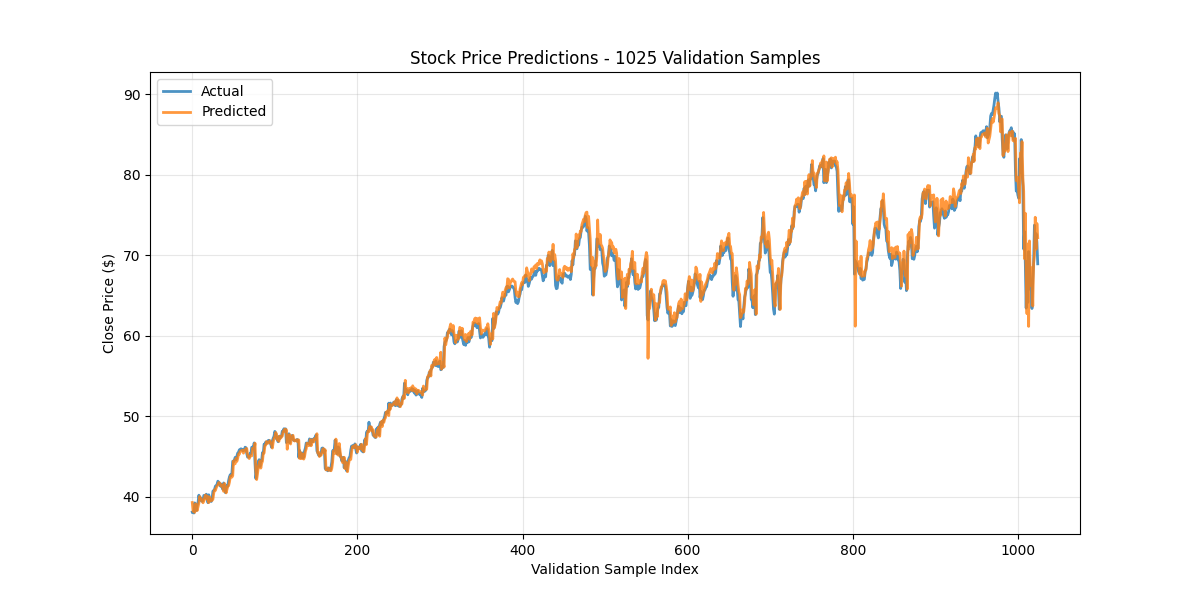 Stock Price Predictions - 1025 Validation Samples
Actual
Predicted
Close Price ($)
90
80
70
60
50
40
0 200 400 600 800 1000
Validation Sample Index